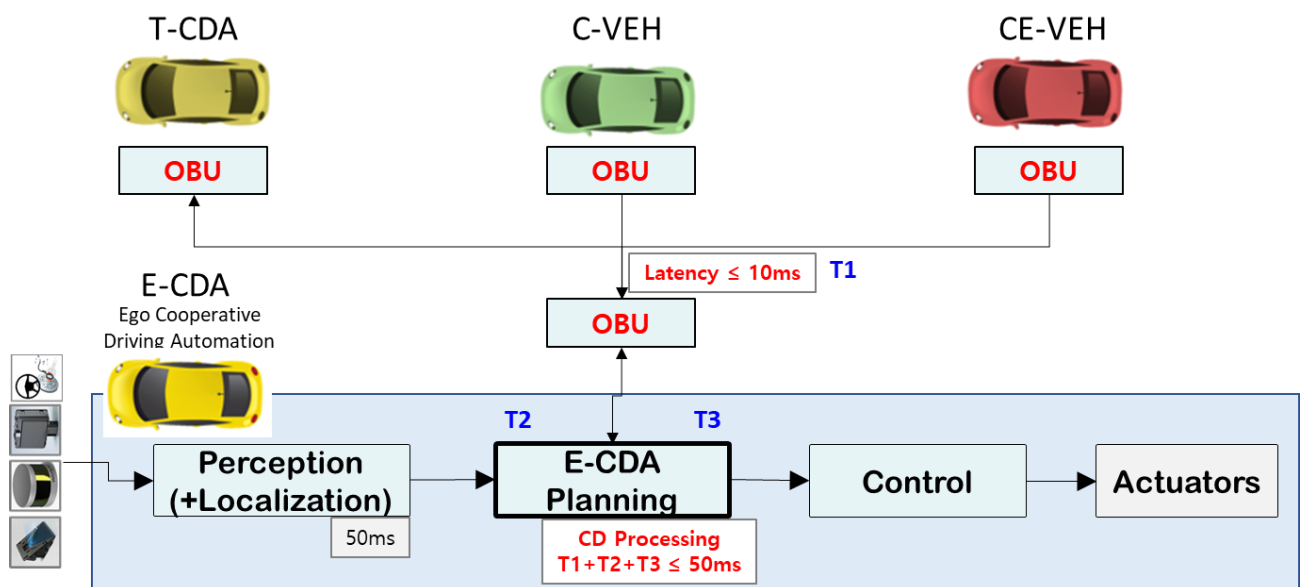 T-CDA
C-VEH
CE-VEH
OBU
OBU
OBU
Latency ≤ 10ms
T1
E-CDA
Ego Cooperative
Driving Automation
OBU
T2
T3
Perception
(+Localization)
E-CDA
Planning
Control
Actuators
50ms
CD Processing
T1+T2+T3 ≤ 50ms